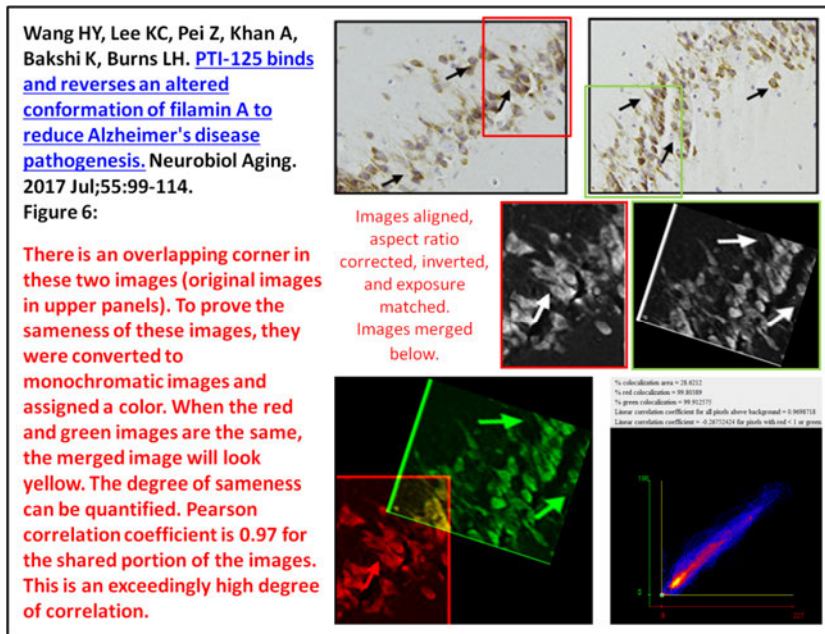 Wang HY, Lee KC, Pei Z, Khan A,
Bakshi K, Burns LH. PTI-125 binds
and reverses an altered
conformation of filamin A to
reduce Alzheimer's disease
pathogenesis. Neurobiol Aging.
2017 Jul;55:99-114.
Figure 6:
There is an overlapping corner in
these two images (original images
in upper panels). To prove the
sameness of these images, they
were converted to
monochromatic images and
assigned a color. When the red
and green images are the same,
the merged image will look
yellow. The degree of sameness
can be quantified. Pearson
correlation coefficient is 0.97 for
the shared portion of the images.
This is an exceedingly high degree
of correlation.
Images aligned,
aspect ratio
corrected, inverted,
and exposure
matched.
Images merged
below.
% colocalization area = 28.6212
% red colocalization = 99.89389
% green colocalization = 99.912575
Linear correlation coefficient for all pixels above background = 0.9698718
Linear correlation coefficient = -0.26752424 for pixels with red < 1 or green
0
0